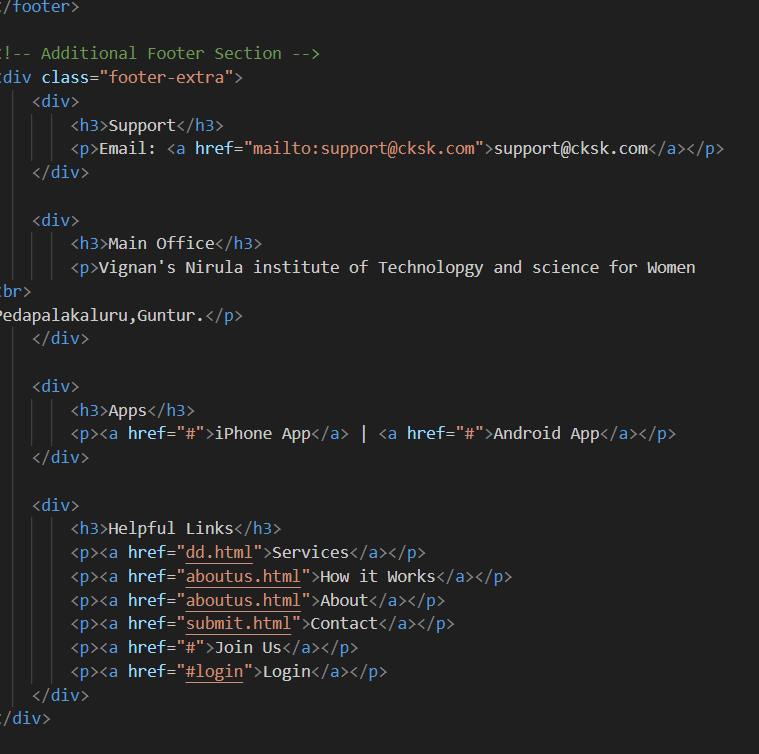 </footer>
<!-- Additional Footer Section -->
<div class="footer-extra">
<div>
<h3>Support</h3>
<p>Email: <a href="mailto:support@cksk.com">support@cksk.com</a></p>
</div>
<div>
<h3>Main Office</h3>
<p>Vignan's Nirula institute of Technolopgy and science for Women
<br>
Pedapalakaluru,Guntur.</p>
</div>
<div>
<h3>Apps</h3>
<p><a href="#">iPhone App</a> | <a href="#">Android App</a></p>
</div>
<div>
<h3>Helpful Links</h3>
<p><a href="dd.html">Services</a></p>
<p><a href="aboutus.html">How it Works</a></p>
<p><a href="aboutus.html">About</a></p>
<p><a href="submit.html">Contact</a></p>
<p><a href="#">Join Us</a></p>
<p><a href="#login">Login</a></p>
</div>
</div>